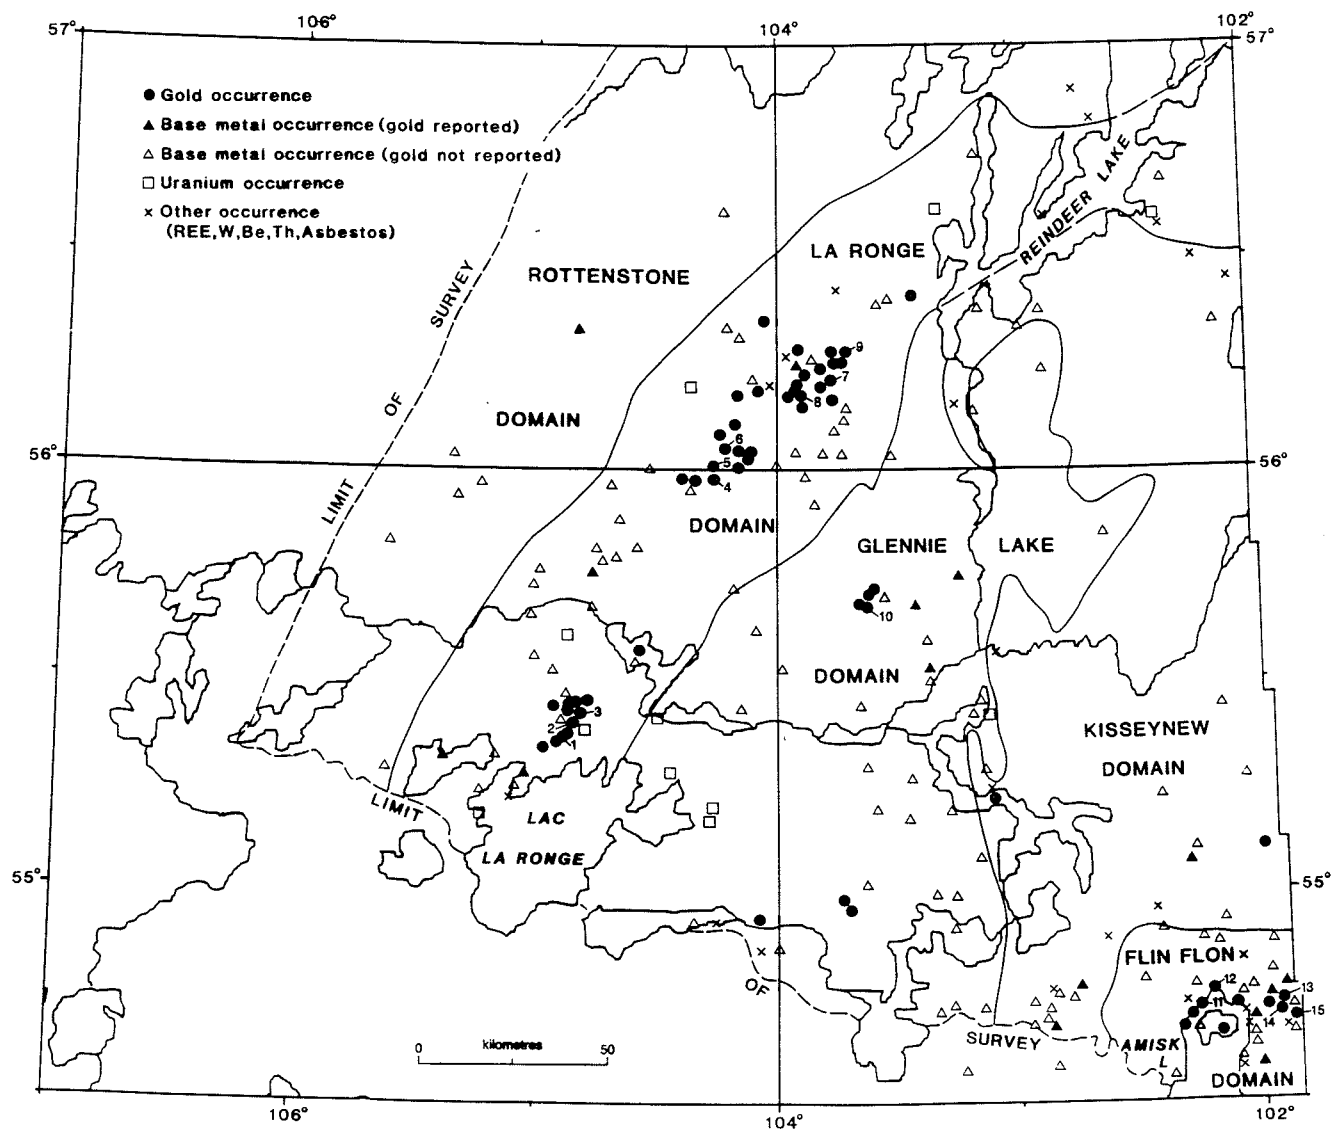 57°
106°
104°
102°
57°
Gold occurrence
Base metal occurrence (gold reported)
Base metal occurrence (gold not reported)
Uranium occurrence
Other occurrence
(REE,W,Be,Th,Asbestos)
REINDEER LAKE
LA RONGE
ROTTENSTONE
SURVEY
OF
LIMIT
DOMAIN
9
7
8
6
5
4
56°
56°
DOMAIN
GLENNIE LAKE
10
DOMAIN
3
2
1
KISSEYNEW
DOMAIN
LIMIT
LAC
LA RONGE
55°
55°
FLIN FLON
OF
12
13
11
14
15
SURVEY
AMISK
L
DOMAIN
0 kilometres 50
106°
104°
102°